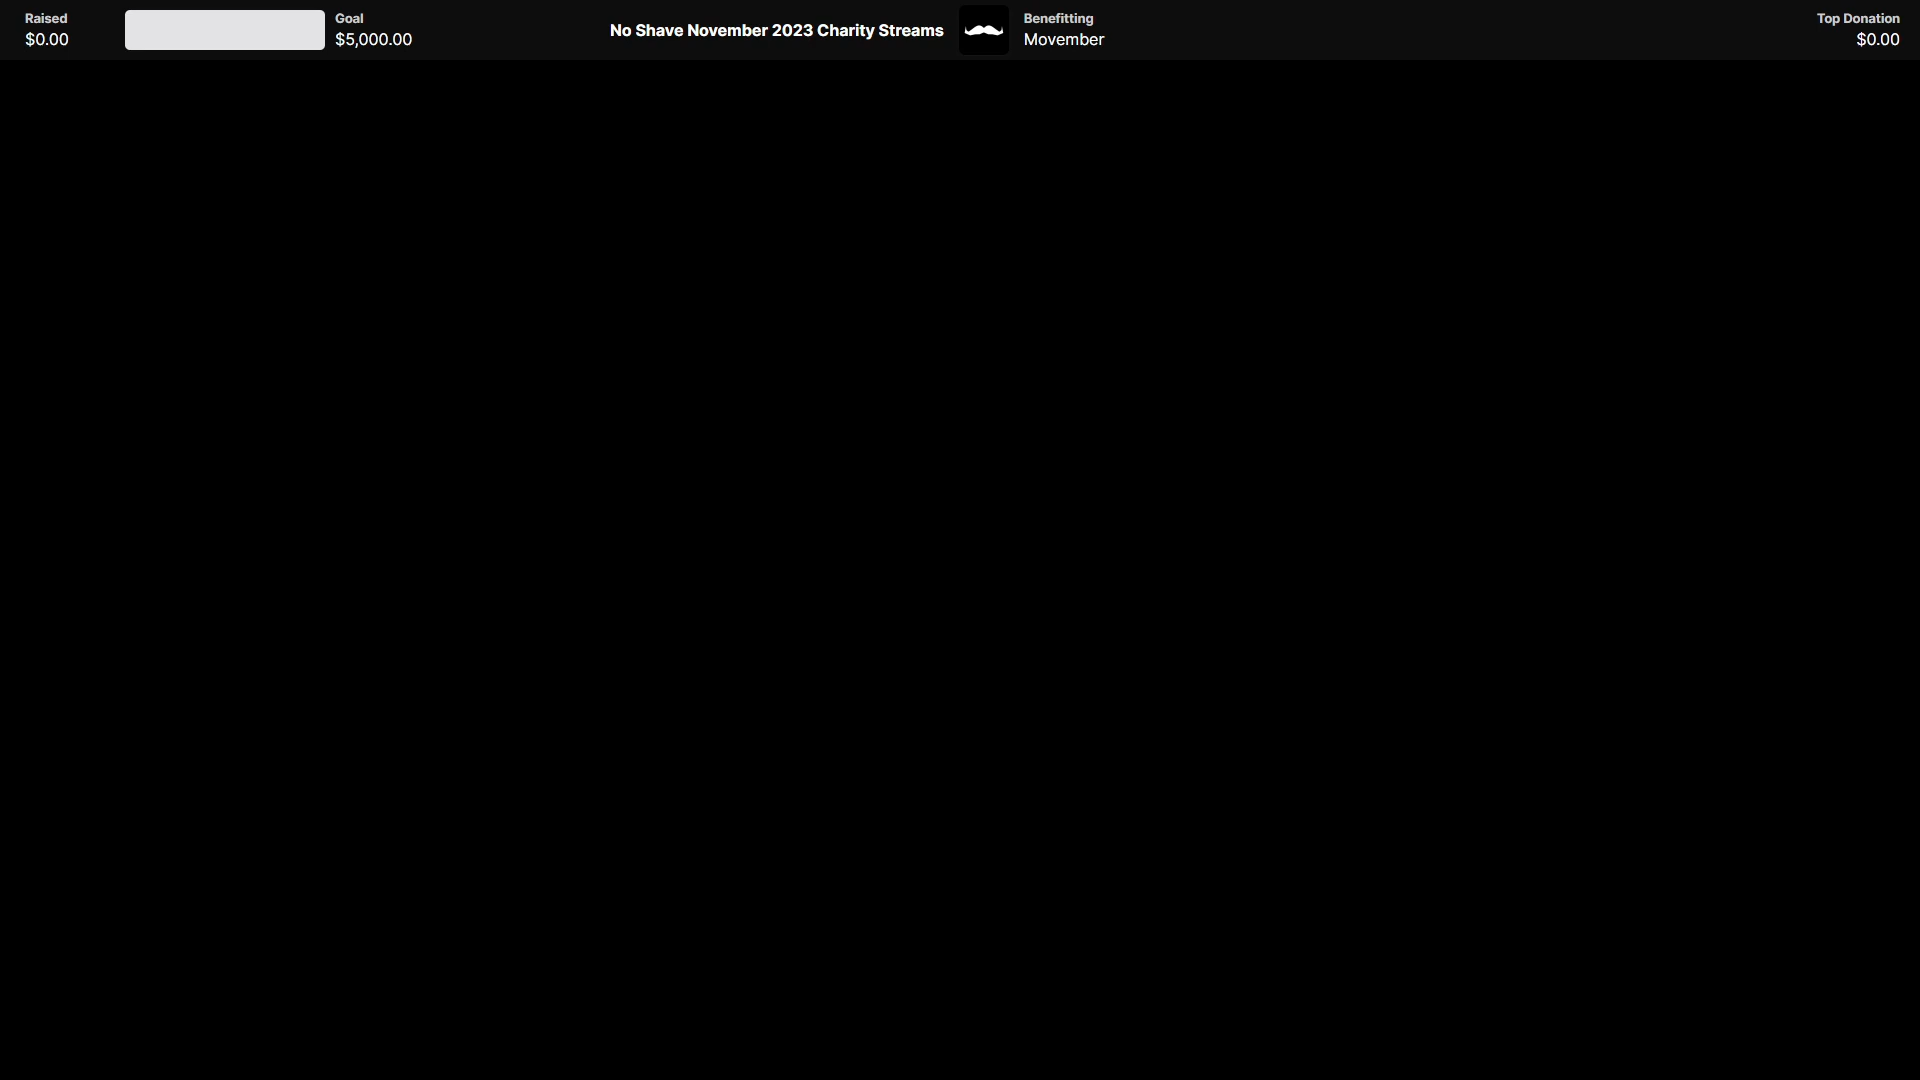 Raised
$0.00
Goal
$5,000.00
No Shave November 2023 Charity Streams
Benefitting
Movember
Top Donation
$0.00